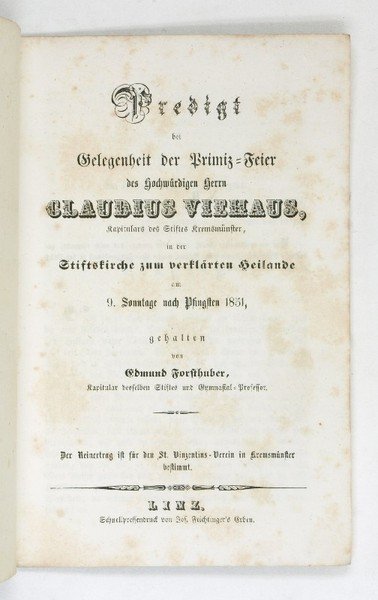 Predigt
bei
Gelegenheit der Primiz=Feier
des Hochwürdigen Herrn
CLAUDIUS VIEHAUS,
Kapitulars des Stiftes Kremsmünster,
in der
Stiftskirche zum verklärten Heilande
am
9. Sonntage nach Pfingsten 1851,
gehalten
von
Edmund Forsthuber,
Kapitular desselben Stiftes und Gymnasial=Professor.
Der Reinertrag ist für den St. Vinzentius=Verein in Kremsmünster
bestimmt.
LINZ.
Schnellpressendruck von Jos. Feichtinger's Erben.